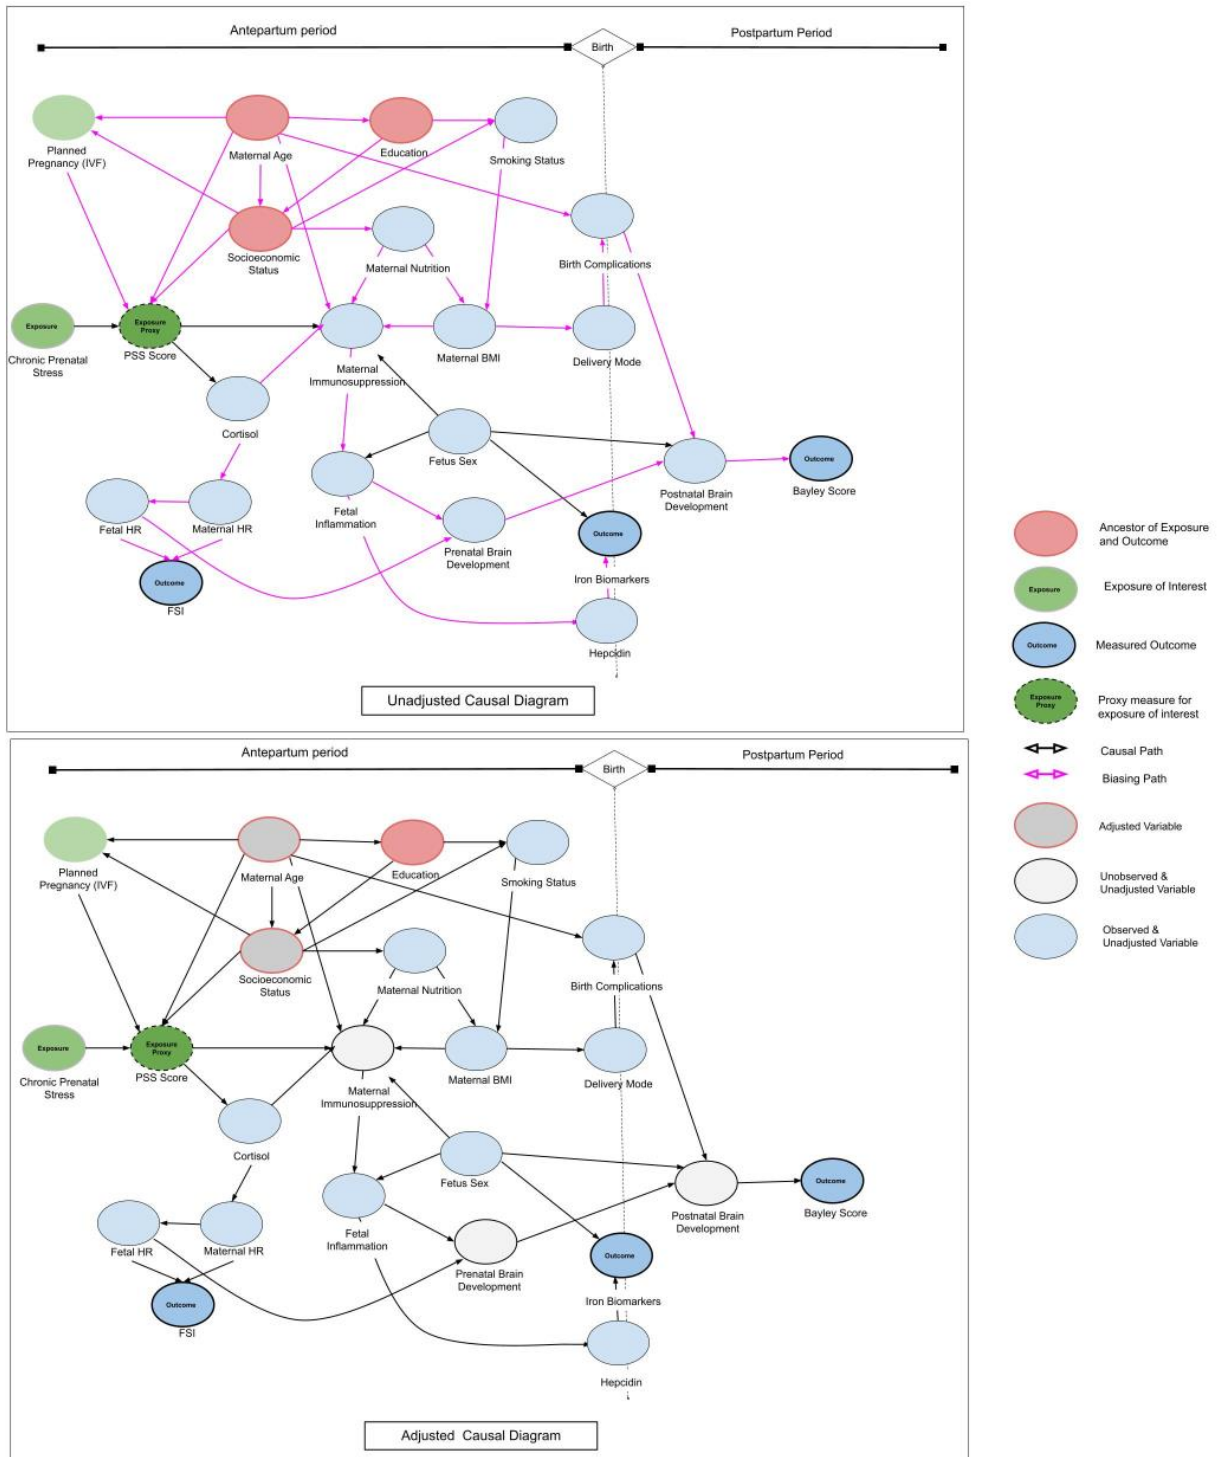 Antepartum period
Birth
Postpartum Period
Planned
Pregnancy (IVF)
Maternal Age
Education
Smoking Status
Socioeconomic
Status
Maternal Nutrition
Birth Complications
Exposure
Chronic Prenatal
Stress
Exposure
Proxy
PSS Score
Maternal
Immunosuppression
Maternal BMI
Delivery Mode
Cortisol
Fetus Sex
Outcome
Bayley Score
Postnatal Brain
Development
Fetal HR
Maternal HR
Fetal
Inflammation
Prenatal Brain
Development
Outcome
Iron Biomarkers
Outcome
FSI
Hepcidin
Unadjusted Causal Diagram
Ancestor of Exposure
and Outcome
Exposure
Exposure of Interest
Outcome
Measured Outcome
Exposure
Proxy
Proxy measure for
exposure of interest
Causal Path
Biasing Path
Adjusted Variable
Unobserved &
Unadjusted Variable
Observed &
Unadjusted Variable
Antepartum period
Birth
Postpartum Period
Planned
Pregnancy (IVF)
Maternal Age
Education
Smoking Status
Socioeconomic
Status
Maternal Nutrition
Birth Complications
Exposure
Chronic Prenatal
Stress
Exposure
Proxy
PSS Score
Maternal
Immunosuppression
Maternal BMI
Delivery Mode
Cortisol
Fetus Sex
Outcome
Bayley Score
Postnatal Brain
Development
Fetal HR
Maternal HR
Fetal
Inflammation
Prenatal Brain
Development
Outcome
Iron Biomarkers
Outcome
FSI
Hepcidin
Adjusted Causal Diagram